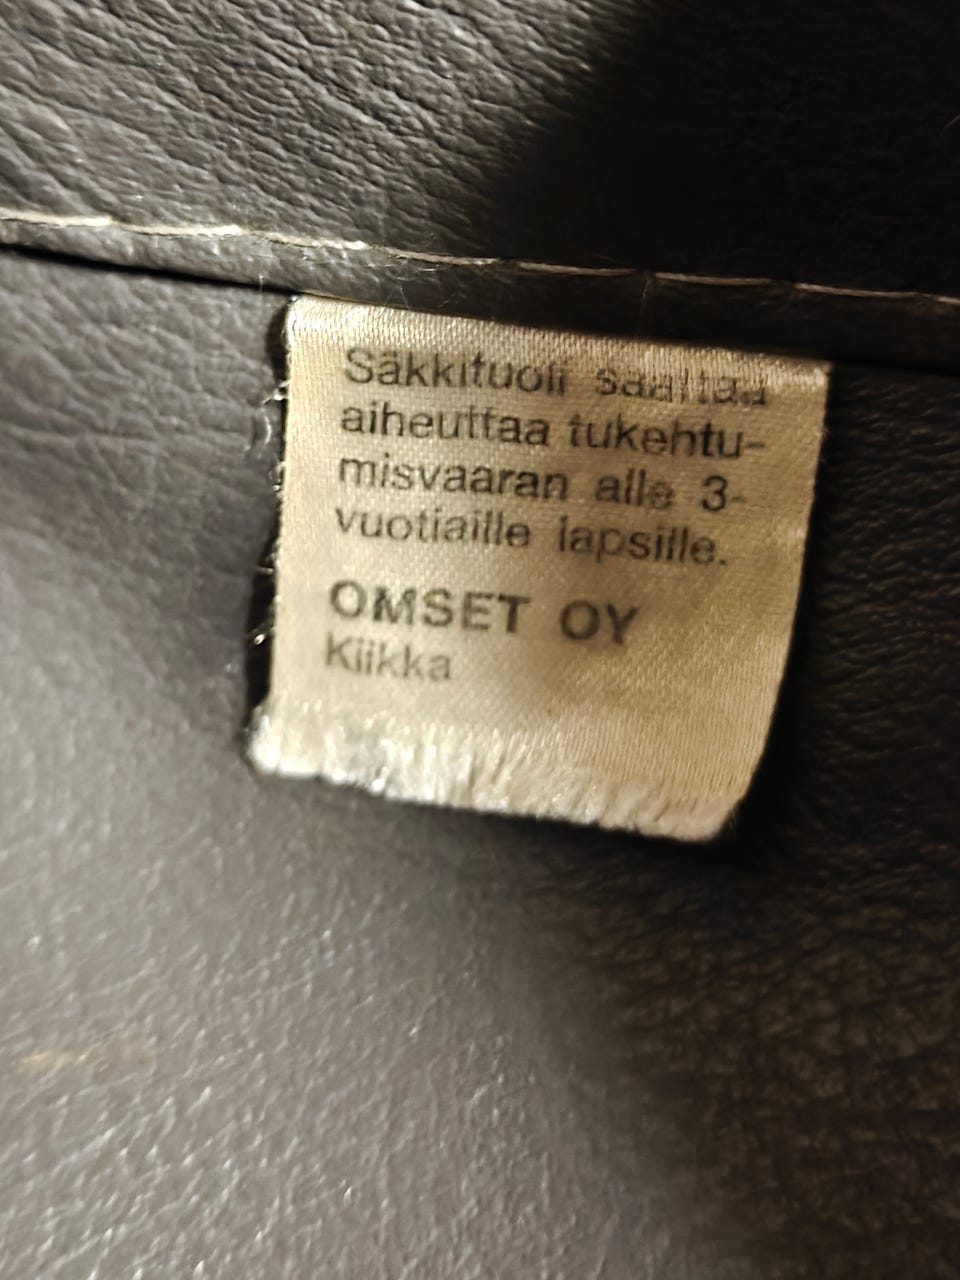 Säkkituoli saattaa
aiheuttaa tukehtu-
misvaaran alle 3-
vuotiaille lapsille.
OMSET OY
Kiikka